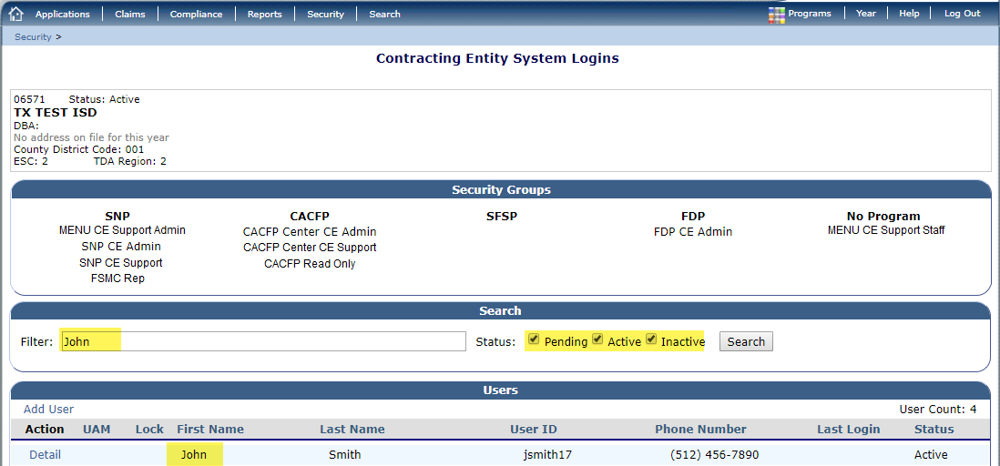 Applications Claims Compliance Reports Security Search Programs Year Help Log Out
Security >
Contracting Entity System Logins
06571 Status: Active
TX TEST ISD
DBA:
No address on file for this year
County District Code: 001
ESC: 2 TDA Region: 2
Security Groups
SNP CACFP SFSP FDP No Program
MENU CE Support Admin CACFP Center CE Admin FDP CE Admin MENU CE Support Staff
SNP CE Admin CACFP Center CE Support
SNP CE Support CACFP Read Only
FSMC Rep
Search
Filter: John Status: Pending Active Inactive Search
Users
Add User User Count: 4
Action UAM Lock First Name Last Name User ID Phone Number Last Login Status
Detail John Smith jsmith17 (512) 456-7890 Active